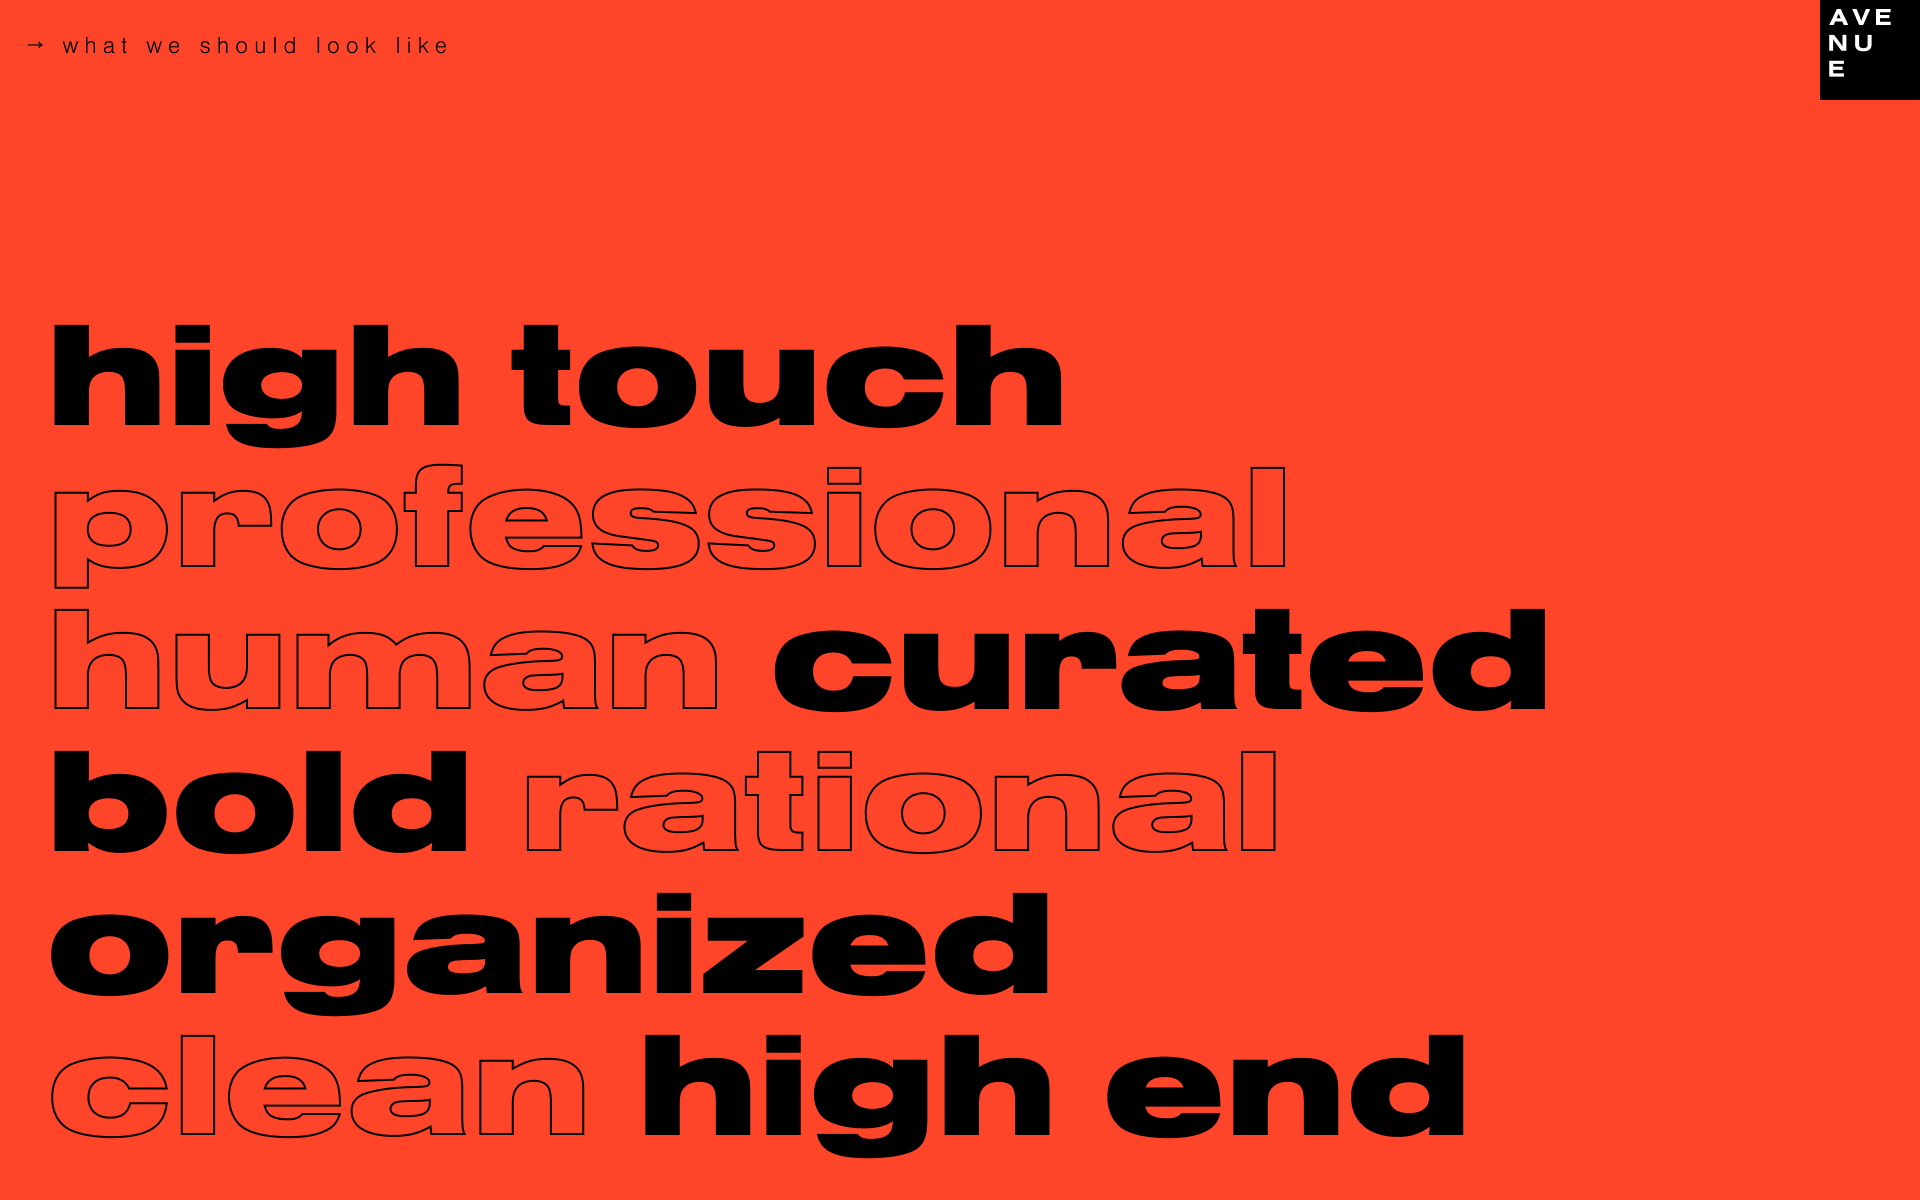 → what we should look like
AVE
NU
E
high touch
professional
human curated
bold rational
organized
clean high end